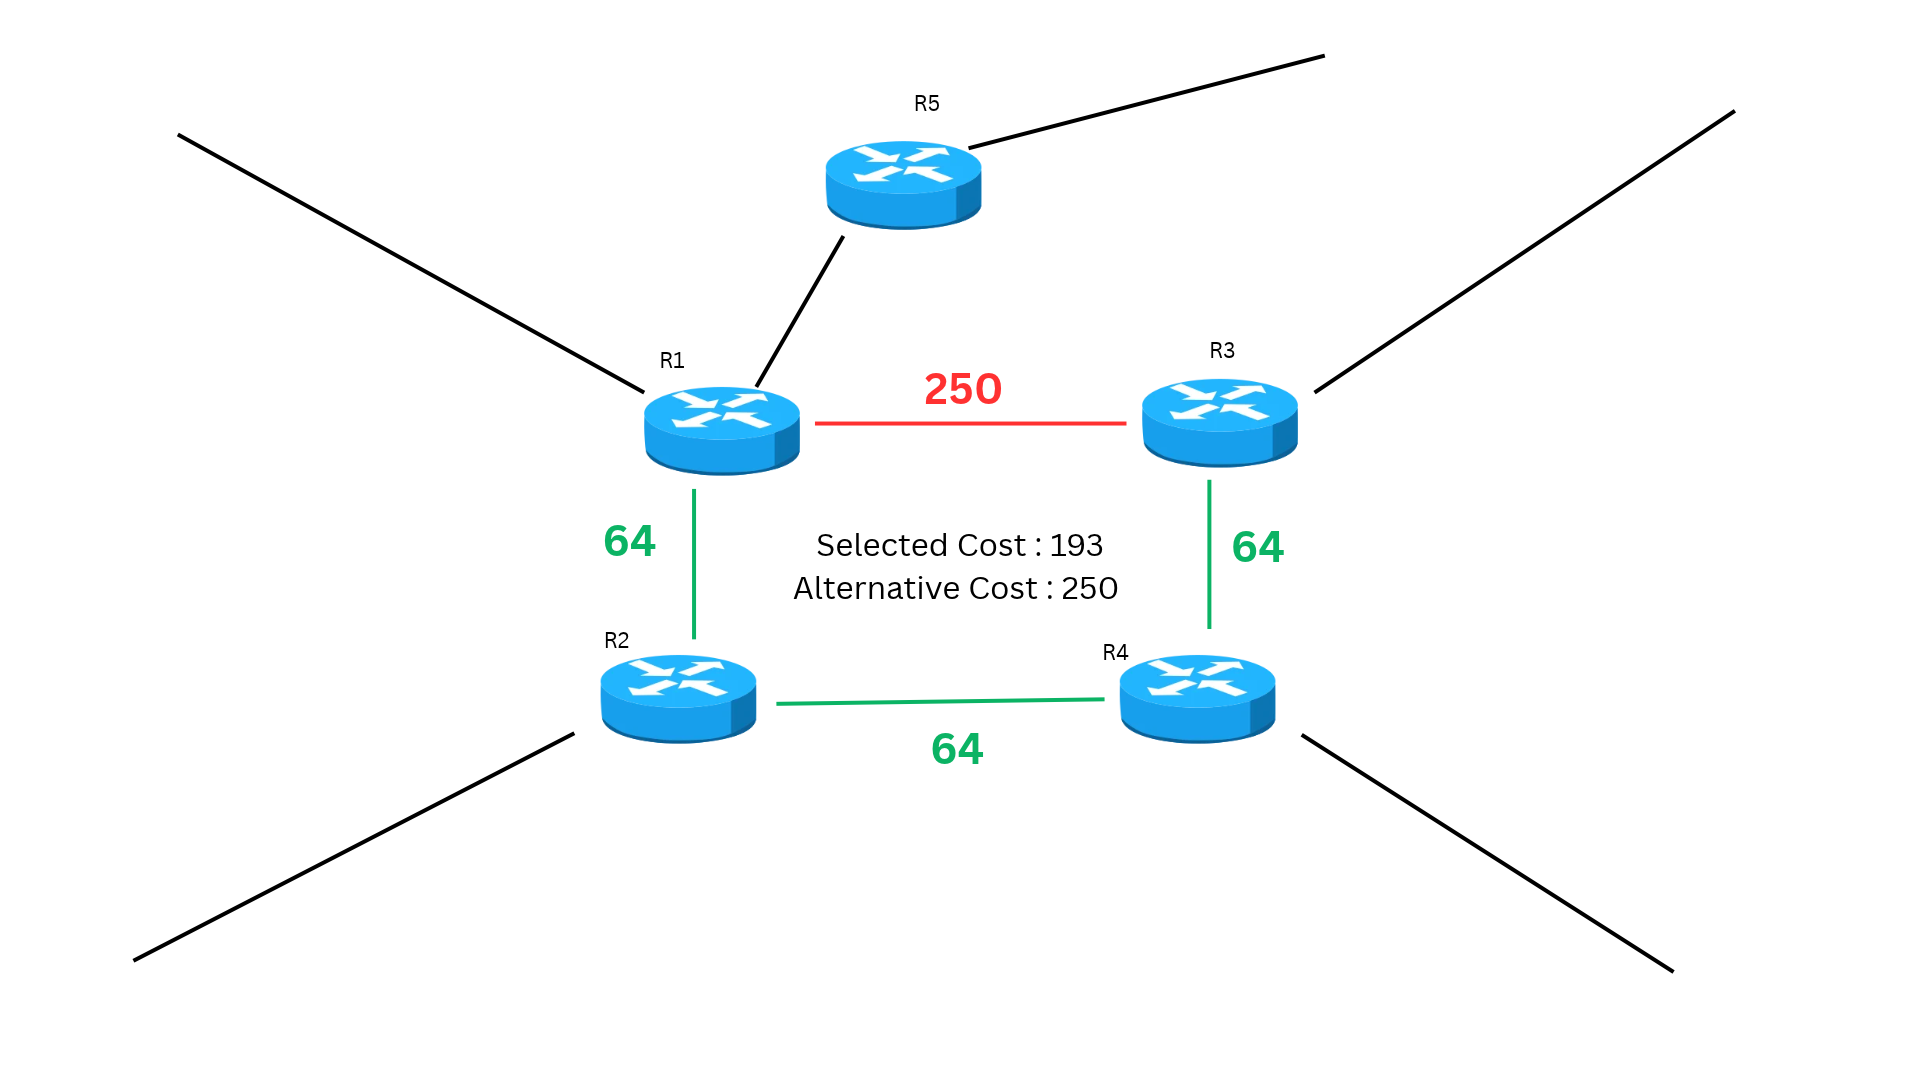 R5
R1
R3
250
64
64
Selected Cost : 193
Alternative Cost : 250
R2
R4
64